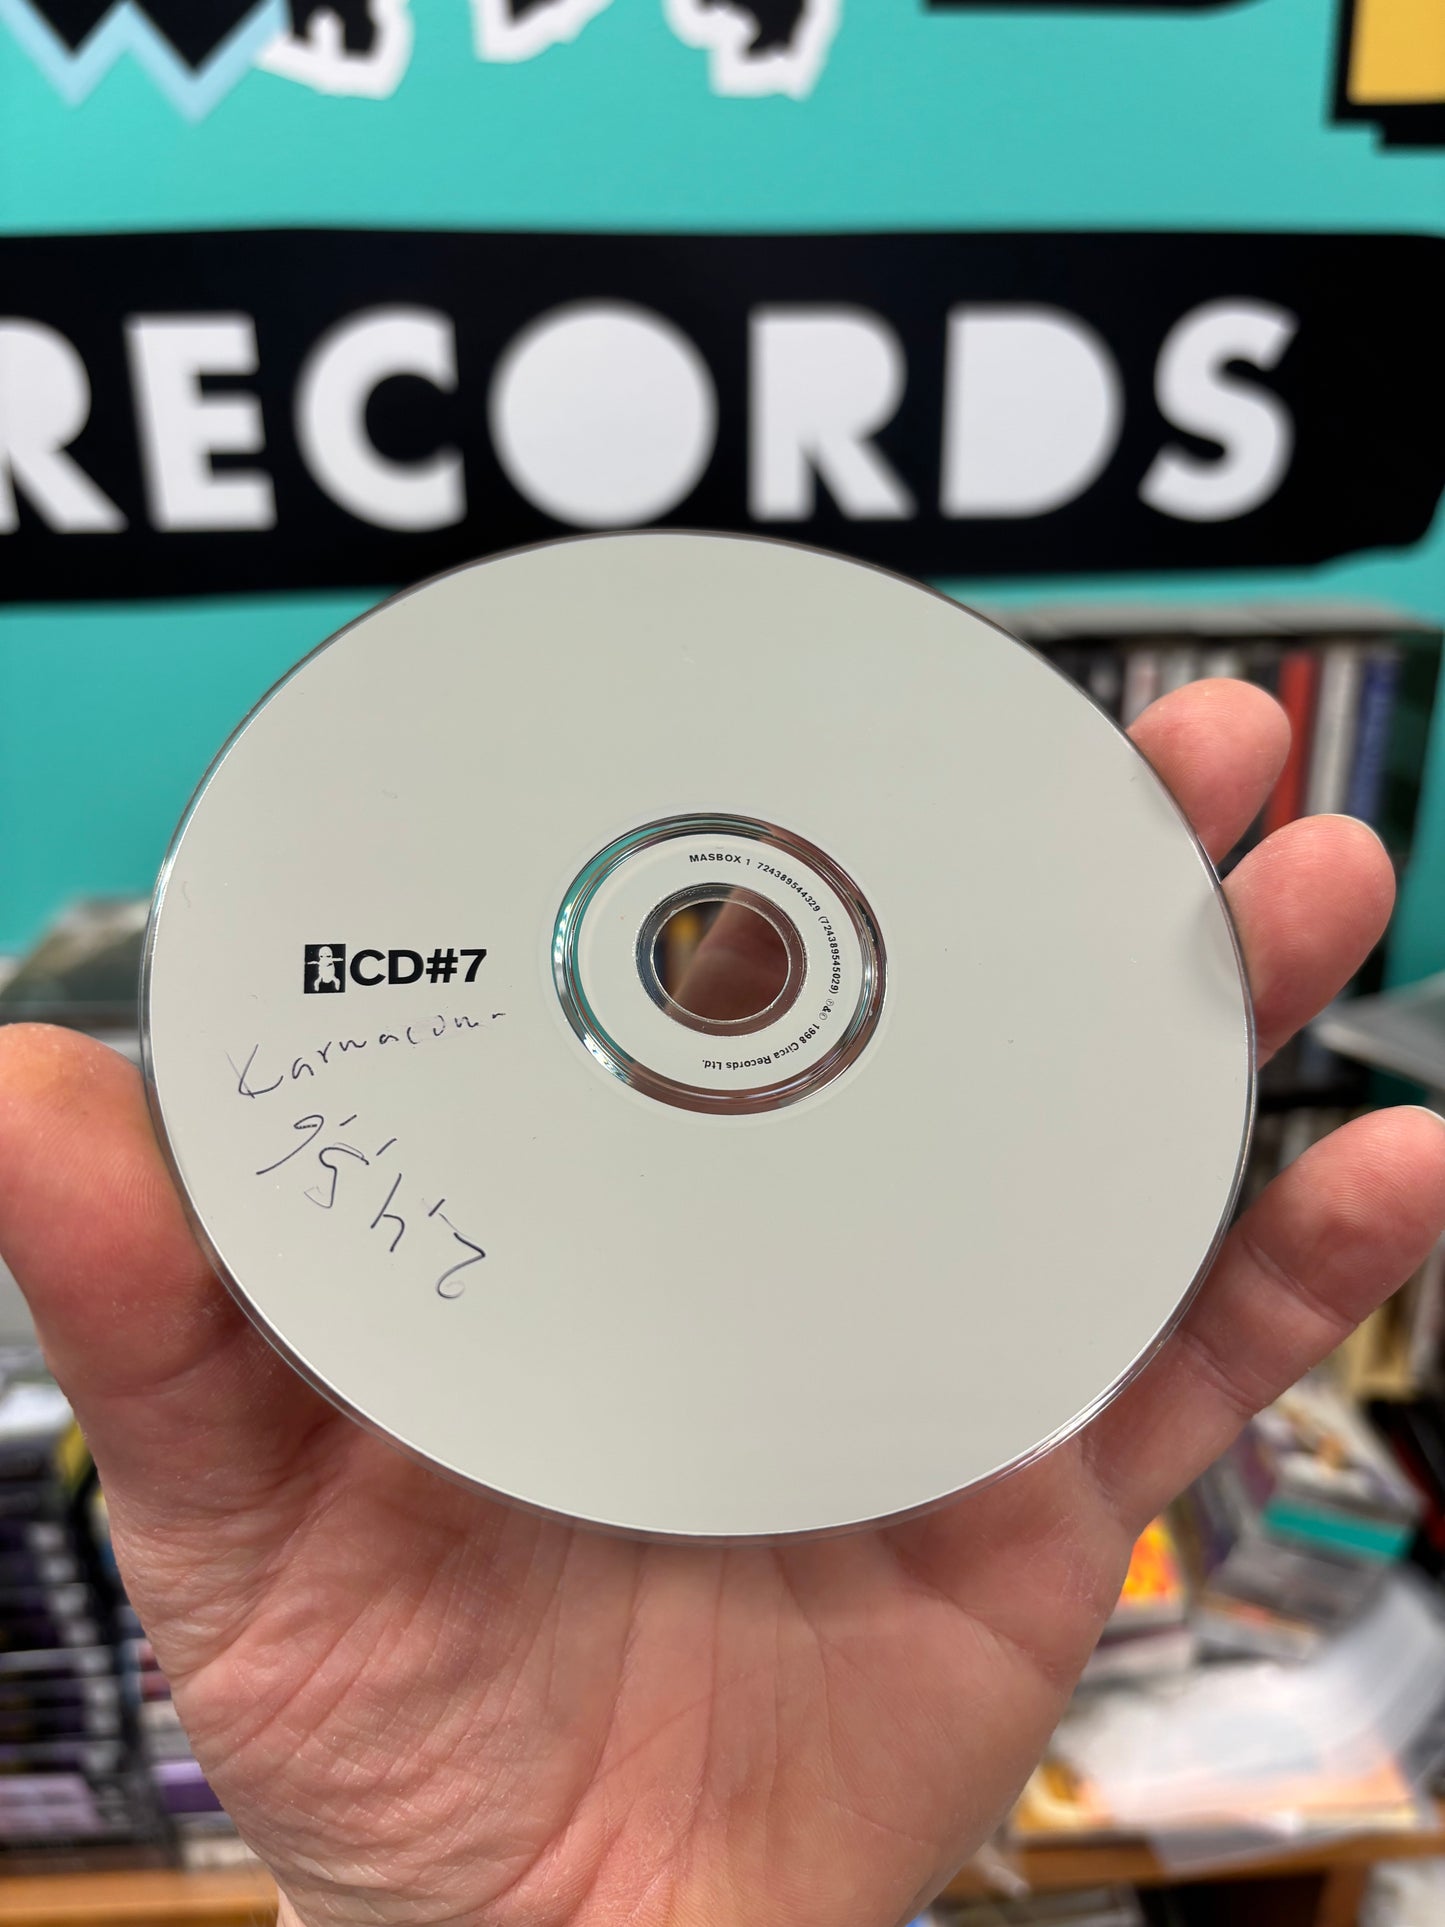 RECORDS
CD#7
MASBOX 1 724389544329 (724389545029) ℗&© 1998 Circa Records Ltd.
Karmacoma